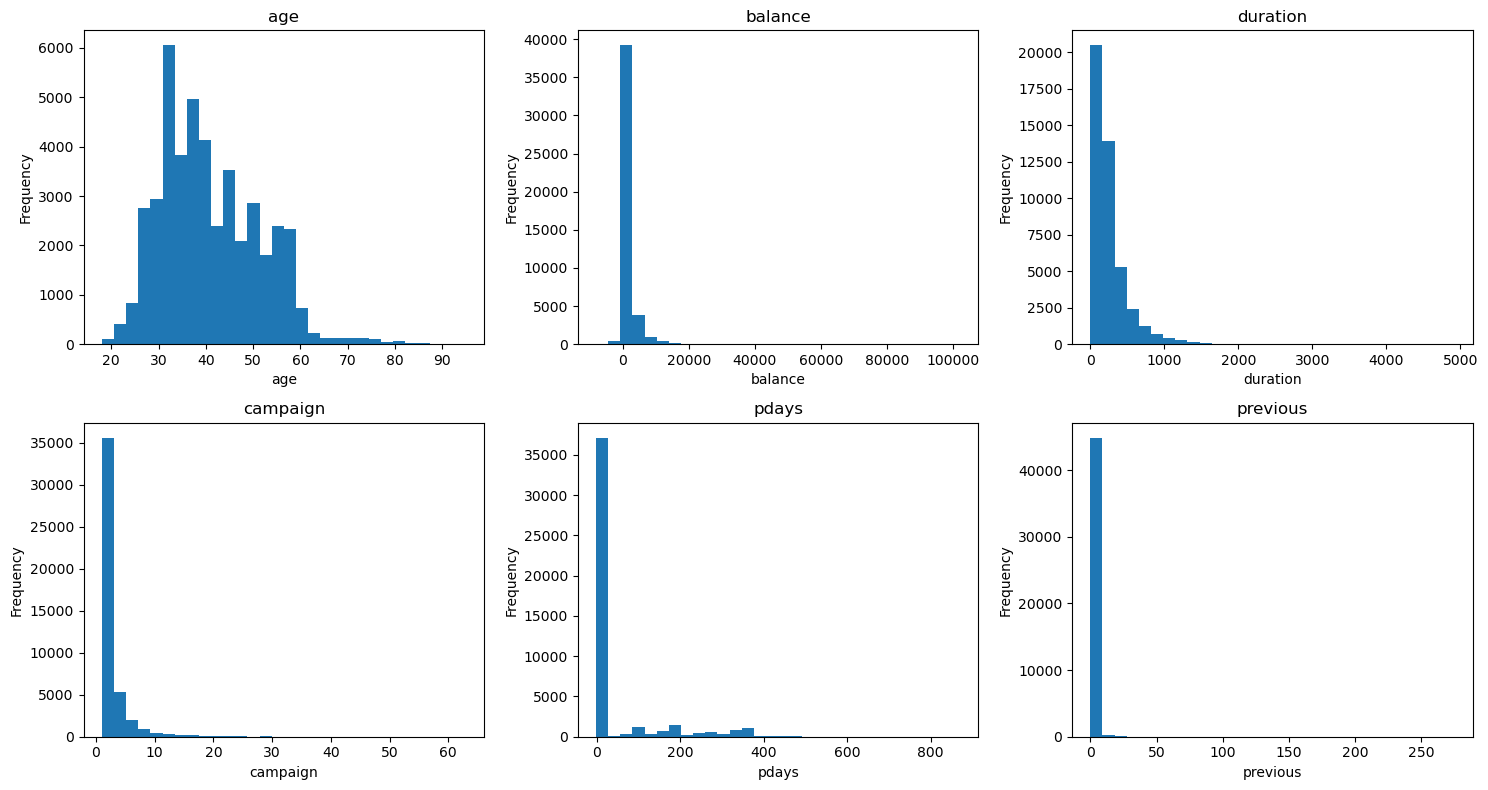 age
balance
duration
6000
5000
4000
3000
2000
1000
0
Frequency
20 30 40 50 60 70 80 90
age
40000
35000
30000
25000
20000
15000
10000
5000
0
Frequency
0 20000 40000 60000 80000 100000
balance
20000
17500
15000
12500
10000
7500
5000
2500
0
Frequency
0 1000 2000 3000 4000 5000
duration
campaign
pdays
previous
35000
30000
25000
20000
15000
10000
5000
0
Frequency
0 10 20 30 40 50 60
campaign
35000
30000
25000
20000
15000
10000
5000
0
Frequency
0 200 400 600 800
pdays
40000
30000
20000
10000
0
Frequency
0 50 100 150 200 250
previous